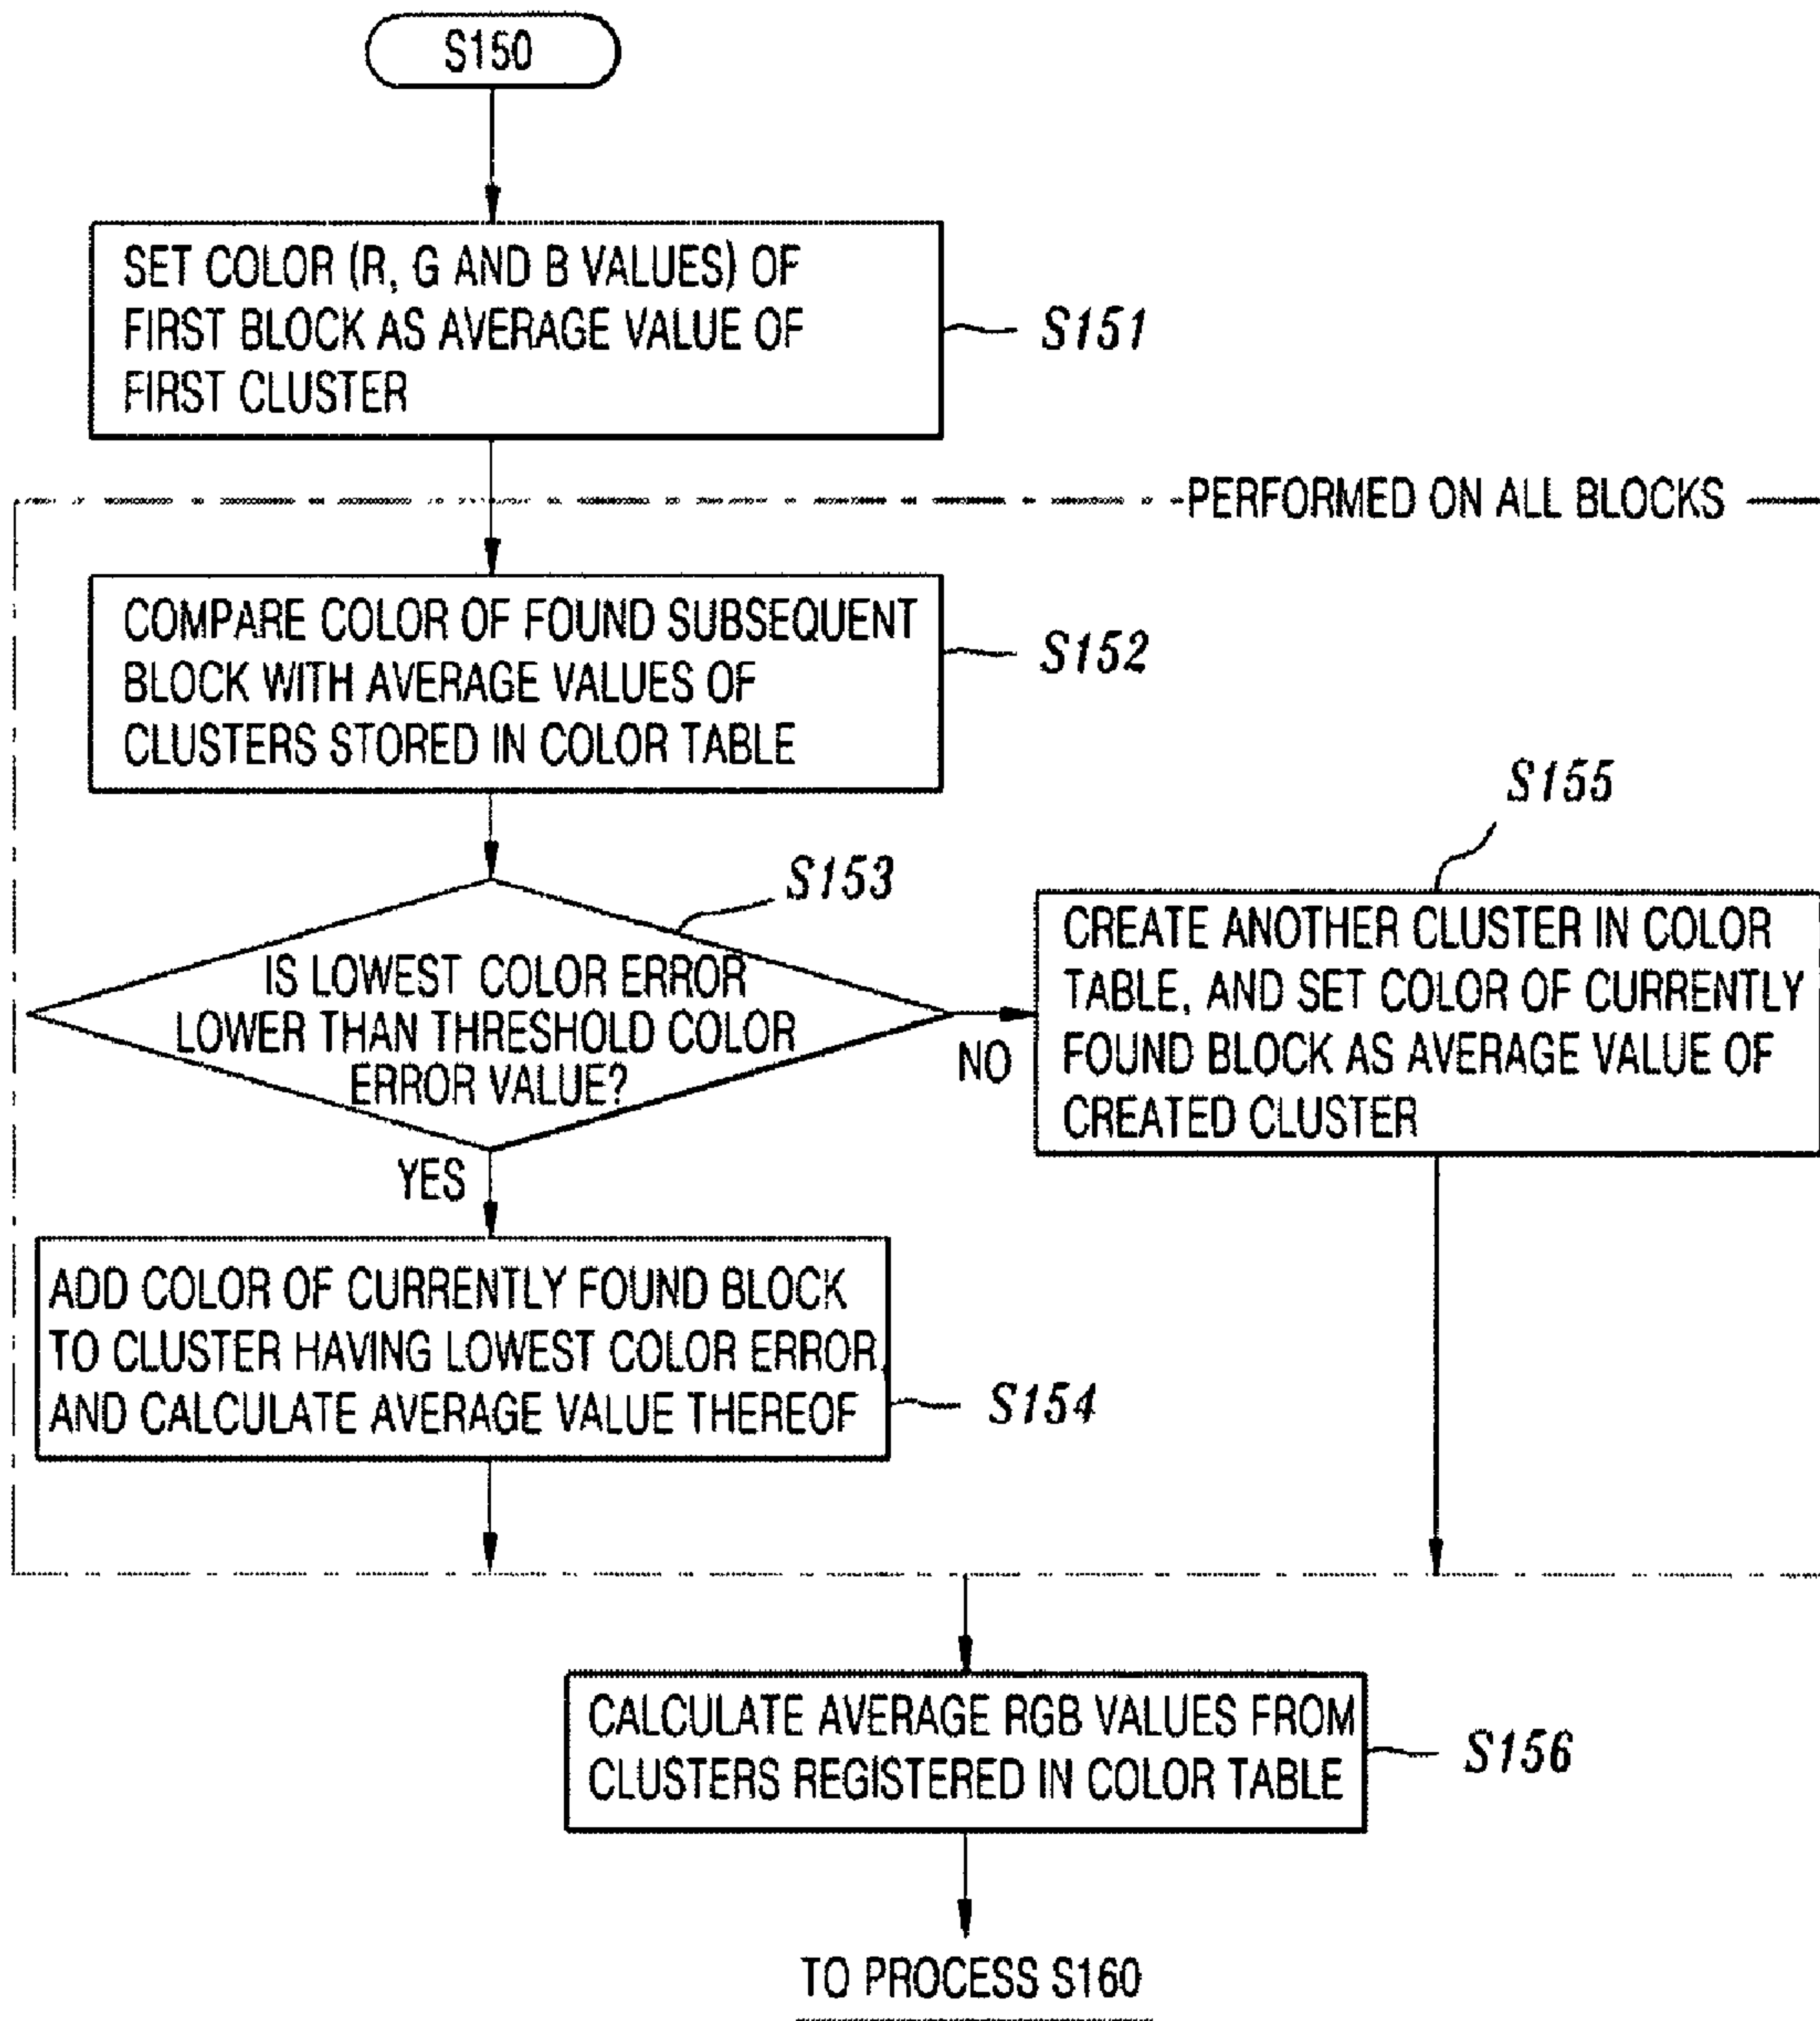 S150
SET COLOR (R, G AND B VALUES) OF
FIRST BLOCK AS AVERAGE VALUE OF
FIRST CLUSTER
S151
PERFORMED ON ALL BLOCKS
COMPARE COLOR OF FOUND SUBSEQUENT
BLOCK WITH AVERAGE VALUES OF
CLUSTERS STORED IN COLOR TABLE
S152
S153
IS LOWEST COLOR ERROR
LOWER THAN THRESHOLD COLOR
ERROR VALUE?
NO
YES
S155
CREATE ANOTHER CLUSTER IN COLOR
TABLE, AND SET COLOR OF CURRENTLY
FOUND BLOCK AS AVERAGE VALUE OF
CREATED CLUSTER
ADD COLOR OF CURRENTLY FOUND BLOCK
TO CLUSTER HAVING LOWEST COLOR ERROR,
AND CALCULATE AVERAGE VALUE THEREOF
S154
CALCULATE AVERAGE RGB VALUES FROM
CLUSTERS REGISTERED IN COLOR TABLE
S156
TO PROCESS S160